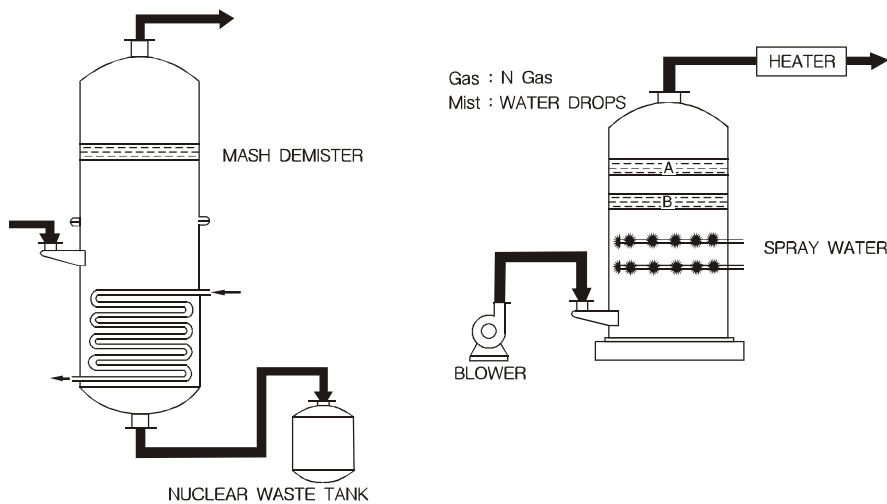 MASH DEMISTER
NUCLEAR WASTE TANK
Gas : N Gas
Mist : WATER DROPS
HEATER
A
B
SPRAY WATER
BLOWER